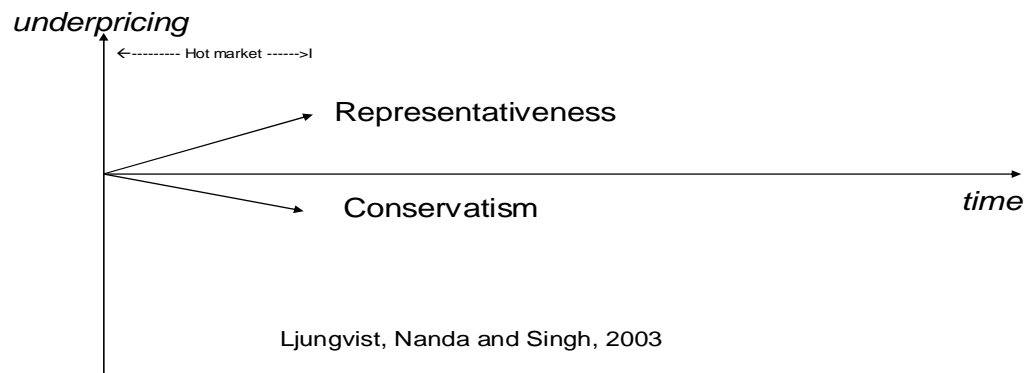 underpricing
<--------- Hot market ------>I
Representativeness
Conservatism
time
Ljungvist, Nanda and Singh, 2003